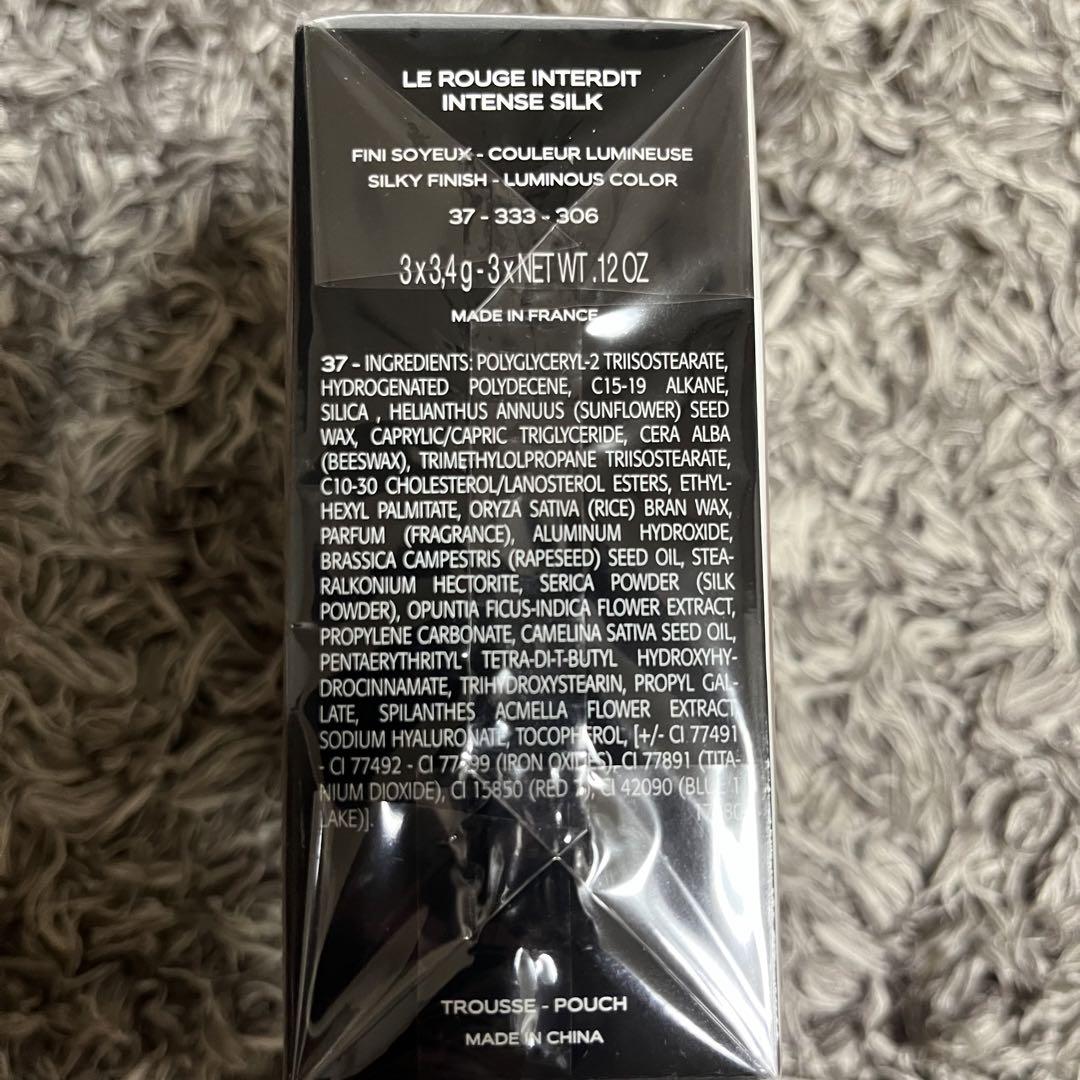 LE ROUGE INTERDIT
INTENSE SILK
FINI SOYEUX - COULEUR LUMINEUSE
SILKY FINISH - LUMINOUS COLOR
37 - 333 - 306
3 x 3,4 g - 3 x NET WT .12 OZ
MADE IN FRANCE
37 - INGREDIENTS: POLYGLYCERYL-2 TRIISOSTEARATE,
HYDROGENATED POLYDECENE, C15-19 ALKANE,
SILICA , HELIANTHUS ANNUUS (SUNFLOWER) SEED
WAX, CAPRYLIC/CAPRIC TRIGLYCERIDE, CERA ALBA
(BEESWAX), TRIMETHYLOLPROPANE TRIISOSTEARATE,
C10-30 CHOLESTEROL/LANOSTEROL ESTERS, ETHYL-
HEXYL PALMITATE, ORYZA SATIVA (RICE) BRAN WAX,
PARFUM (FRAGRANCE), ALUMINUM HYDROXIDE,
BRASSICA CAMPESTRIS (RAPESEED) SEED OIL, STEA-
RALKONIUM HECTORITE, SERICA POWDER (SILK
POWDER), OPUNTIA FICUS-INDICA FLOWER EXTRACT,
PROPYLENE CARBONATE, CAMELINA SATIVA SEED OIL,
PENTAERYTHRITYL TETRA-DI-T-BUTYL HYDROXYHY-
DROCINNAMATE, TRIHYDROXYSTEARIN, PROPYL GAL-
LATE, SPILANTHES ACMELLA FLOWER EXTRACT,
SODIUM HYALURONATE, TOCOPHEROL, [+/- CI 77491
- CI 77492 - CI 77499 (IRON OXIDES), CI 77891 (TITA-
NIUM DIOXIDE), CI 15850 (RED 7), CI 42090 (BLUE 1
LAKE)].
TROUSSE - POUCH
MADE IN CHINA